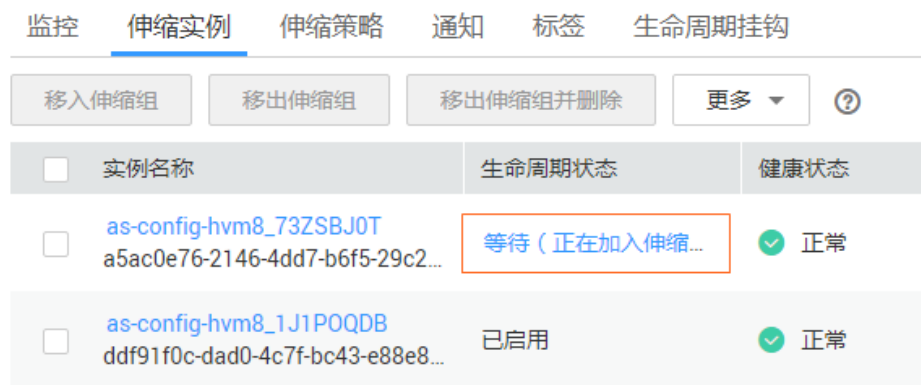 监控 伸缩实例 伸缩策略 通知 标签 生命周期挂钩
移入伸缩组 移出伸缩组 移出伸缩组并删除 更多 ?
实例名称 生命周期状态 健康状态
as-config-hvm8_73ZSBJ0T
a5ac0e76-2146-4dd7-b6f5-29c2... 等待（正在加入伸缩... 正常
as-config-hvm8_1J1POQDB
ddf91f0c-dad0-4c7f-bc43-e88e8... 已启用 正常